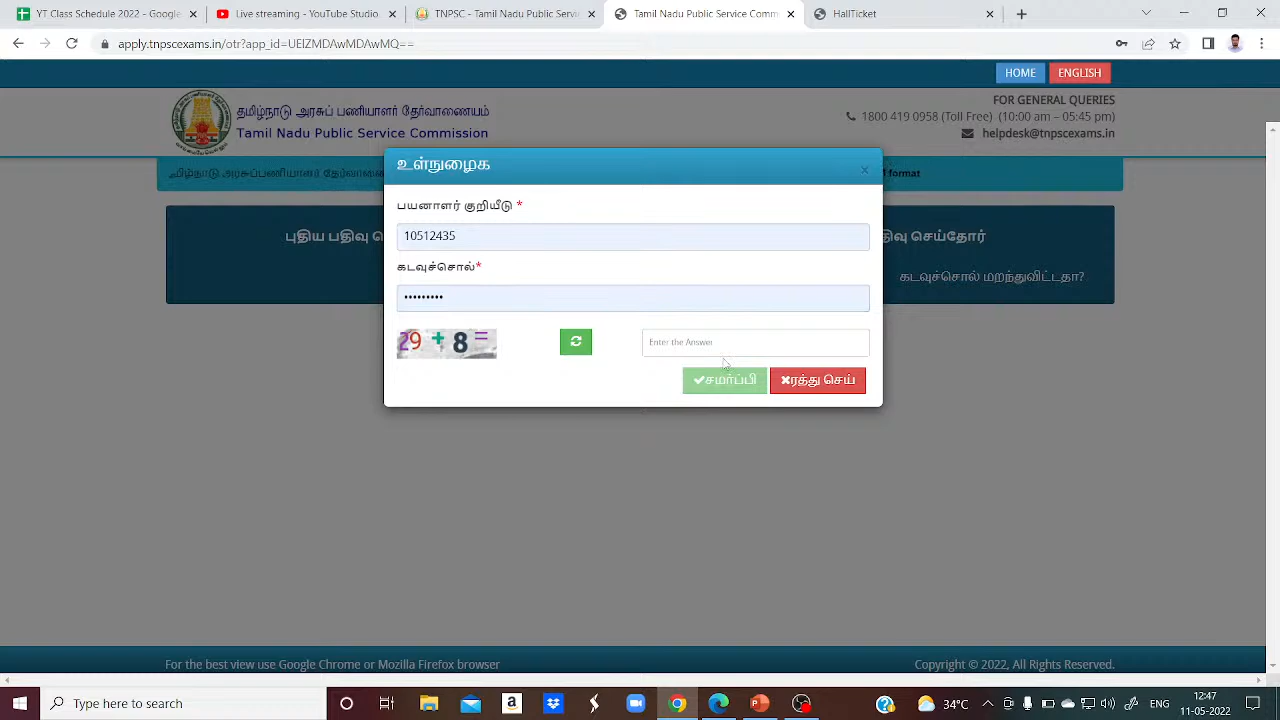 YT Class Schedule 2022 - Google
Live streaming - YouTube Studio
TNPSC - Tamil Nadu Public Servi
Tamil Nadu Public Service Comm
HallTicket
apply.tnpscexams.in/otr?app_id=UElZMDAwMDAwMQ==
HOME
ENGLISH
தமிழ்நாடு அரசுப் பணியாளர் தேர்வாணையம்
Tamil Nadu Public Service Commission
FOR GENERAL QUERIES
1800 419 0958 (Toll Free) (10:00 am – 05:45 pm)
helpdesk@tnpscexams.in
உள்நுழைக
×
format
பயனாளர் குறியீடு *
10512435
கடவுச்சொல்*
•••••••••
29 + 8 =
Enter the Answer
சமர்ப்பி
ரத்து செய்
கடவுச்சொல் மறந்துவிட்டதா?
For the best view use Google Chrome or Mozilla Firefox browser
Copyright © 2022, All Rights Reserved.
Type here to search
34°C
ENG
12:47
11-05-2022